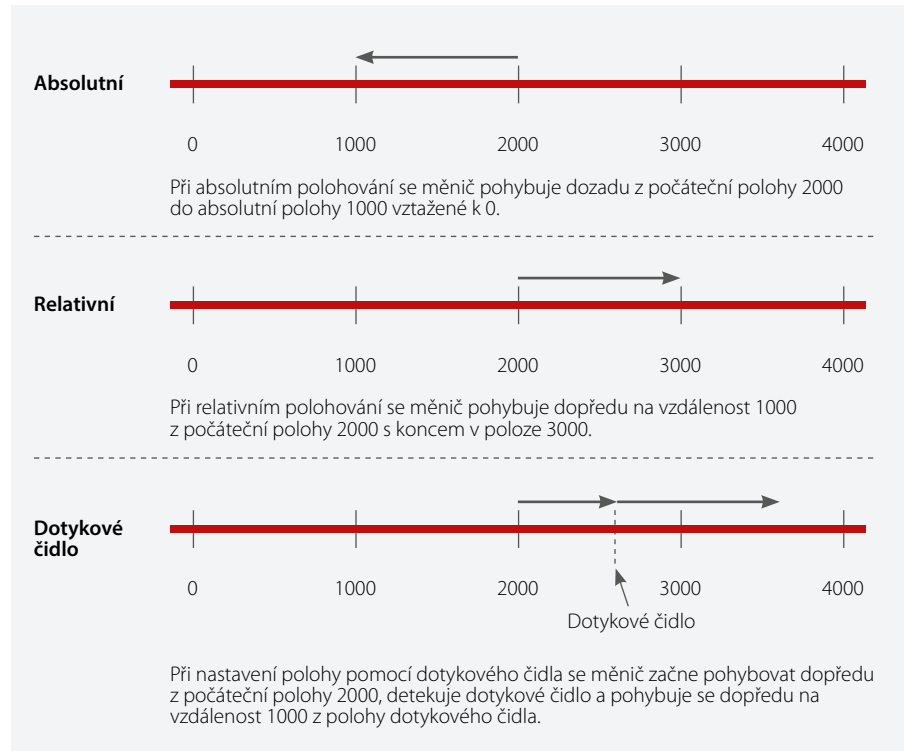 Absolutní
0 1000 2000 3000 4000
Při absolutním polohování se měnič pohybuje dozadu z počáteční polohy 2000
do absolutní polohy 1000 vztažené k 0.
Relativní
0 1000 2000 3000 4000
Při relativním polohování se měnič pohybuje dopředu na vzdálenost 1000
z počáteční polohy 2000 s koncem v poloze 3000.
Dotykové
čidlo
0 1000 2000 3000 4000
Dotykové čidlo
Při nastavení polohy pomocí dotykového čidla se měnič začne pohybovat dopředu
z počáteční polohy 2000, detekuje dotykové čidlo a pohybuje se dopředu na
vzdálenost 1000 z polohy dotykového čidla.